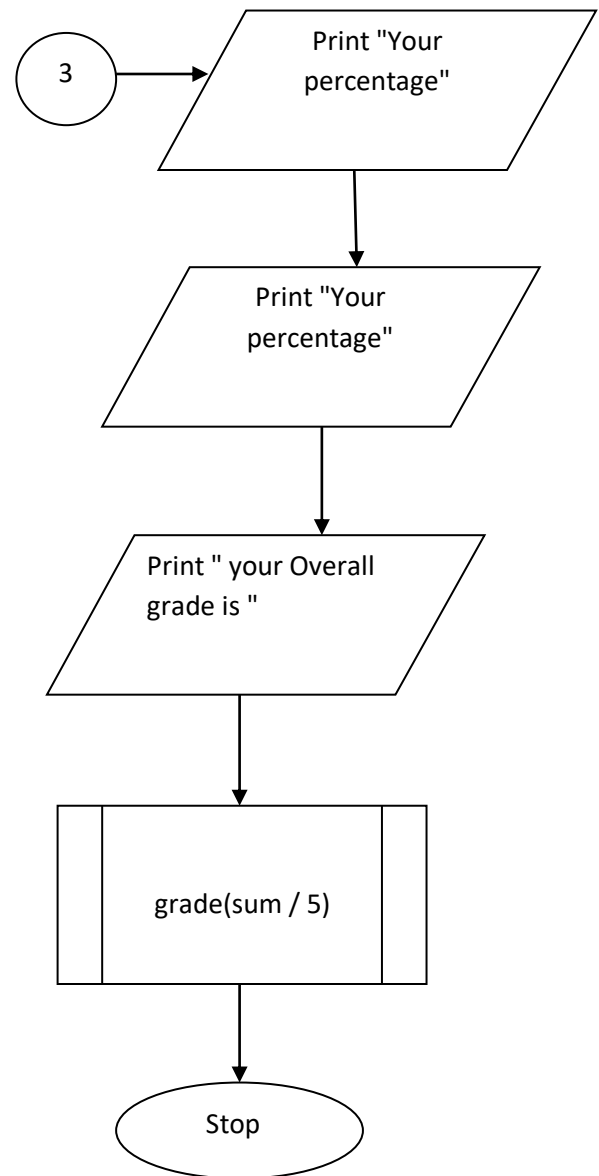 3
Print "Your
percentage"
Print "Your
percentage"
Print " your Overall
grade is "
grade(sum / 5)
Stop